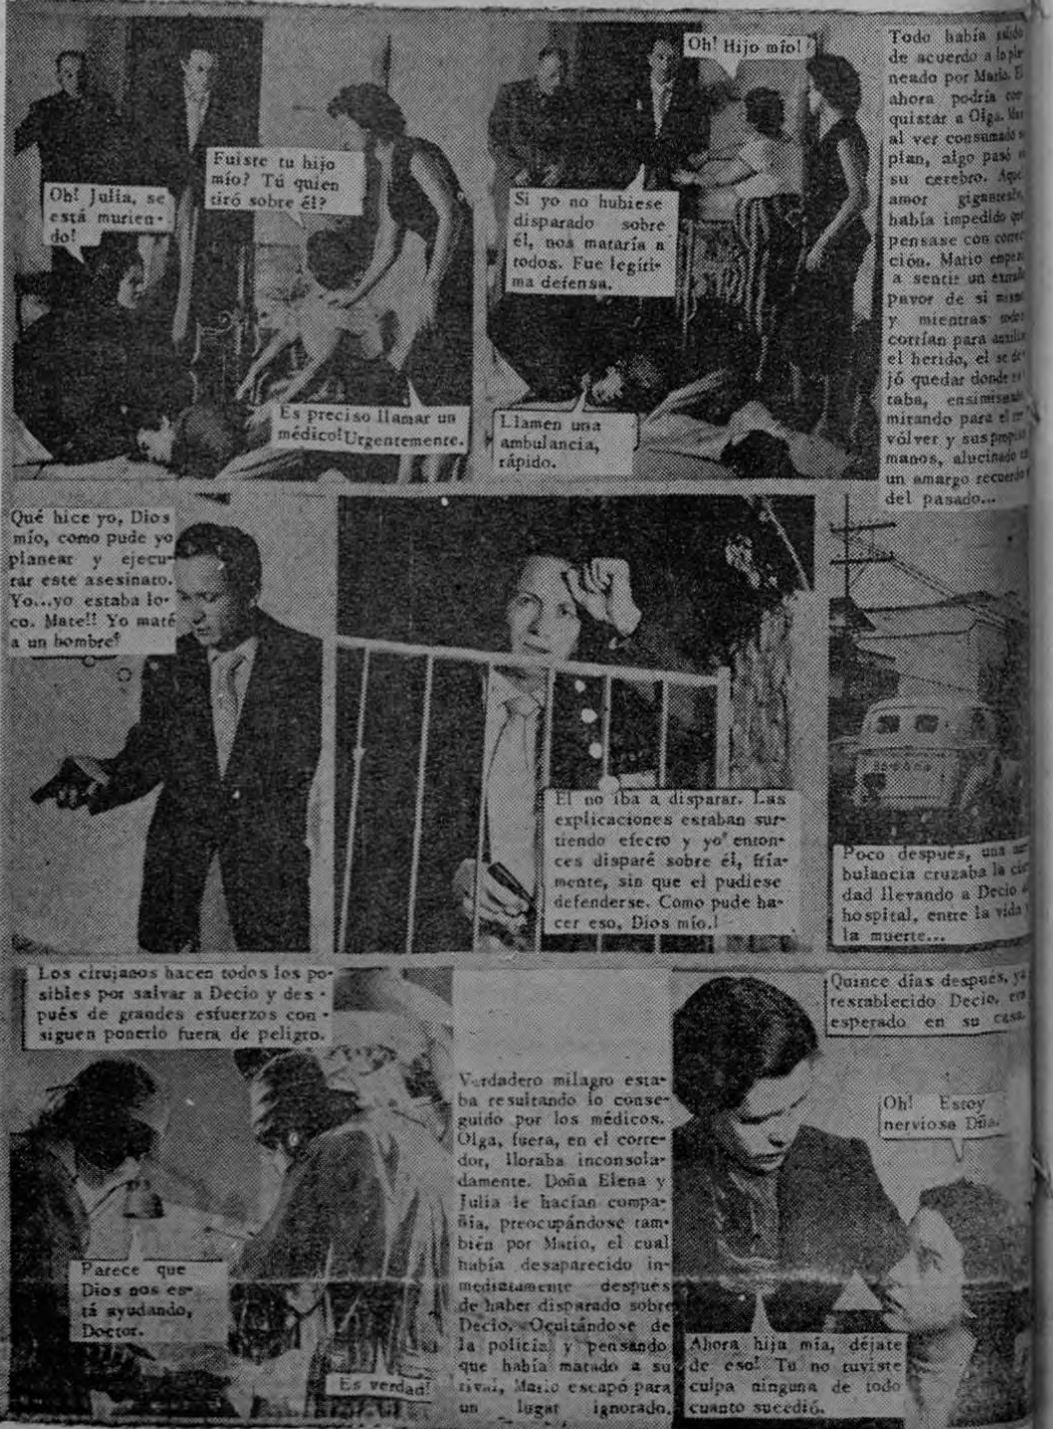 Oh! Julia, se
está murien-
do!
Fuiste tu hijo
mío? Tú quien
tiró sobre él?
Es preciso llamar un
médico!Urgentemente.
Oh! Hijo mío!
Si yo no hubiese
disparado sobre
él, nos mataría a
todos. Fue legíti-
ma defensa.
Llamen una
ambulancia,
rápido.
Todo había
de acuerdo a lo
neado por Mario. El
ahora podría
quistar a Olga.
al ver consumado
plan, algo pasó
su cerebro.
amor
había impedido que
pensase con
ción. Mario
a sentir un
pavor de si
y mientras todos
corrían para
el herido, el se de-
jó quedar donde
taba,
mirando para el
vólver y sus
manos, alucinado
un amargo recuerdo
del pasado...
Qué hice yo, Dios
mío, como pude yo
planear y ejecu-
tar este asesinato.
Yo...yo estaba lo-
co. Mate!! Yo maté
a un hombre!
El no iba a disparar. Las
explicaciones estaban sur-
tiendo efecto y yo enton-
ces disparé sobre él, fría-
mente, sin que el pudiese
defenderse. Como pude ha-
cer eso, Dios mío.!
Poco después, una
bulancia cruzaba la
dad llevando a Decio
hospital, entre la vida
la muerte...
Los cirujanos hacen todos los po-
sibles por salvar a Decio y des-
pués de grandes esfuerzos con-
siguen ponerlo fuera de peligro.
Parece que
Dios nos es-
tá ayudando,
Doctor.
Es verdad!
Verdadero milagro esta-
ba resultando lo conse-
guido por los médicos.
Olga, fuera, en el corre-
dor, lloraba inconsola-
damente. Doña Elena y
Julia le hacían compa-
ñia, preocupándose tam-
bién por Mario, el cual
había desaparecido in-
mediatamente después
de haber disparado sobre
Decio. Ocultándose de
la policía y pensando
que había matado a su
rival, Mario escapó para
un lugar ignorado.
Quince días después, ya
restablecido Decio, era
esperado en su casa.
Oh! Estoy
nerviosa Dña.
Ahora hija mía, déjate
de eso! Tu no tuviste
culpa ninguna de todo
cuanto sucedió.